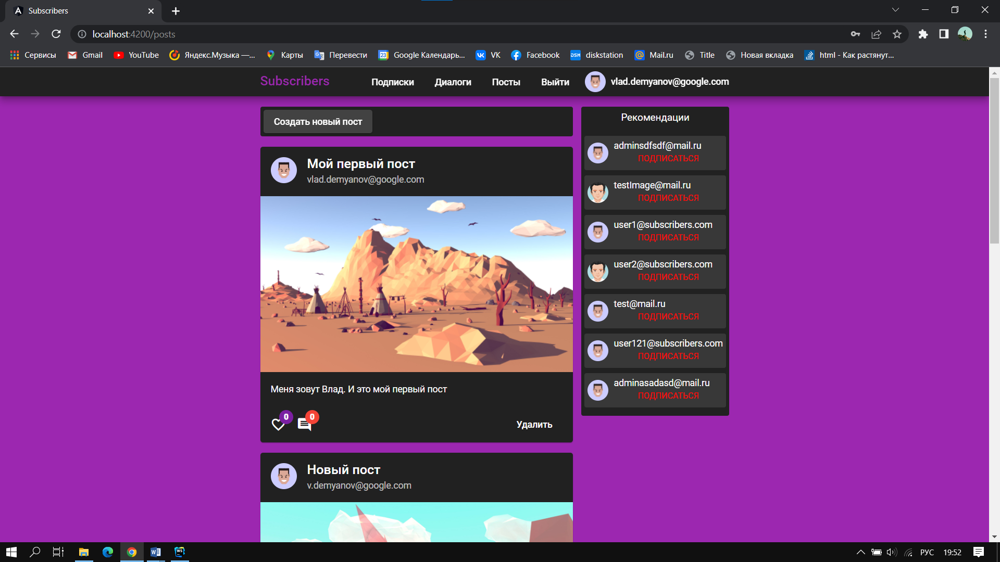 Subscribers
localhost:4200/posts
Сервисы Gmail YouTube Яндекс.Музыка —... Карты Перевести Google Календарь... VK Facebook diskstation Mail.ru Title Новая вкладка html - Как растянут...
Subscribers Подписки Диалоги Посты Выйти vlad.demyanov@google.com
Создать новый пост
Мой первый пост
vlad.demyanov@google.com
Меня зовут Влад. И это мой первый пост
0 0 Удалить
Новый пост
v.demyanov@google.com
Рекомендации
adminsdfsdf@mail.ru
ПОДПИСАТЬСЯ
testImage@mail.ru
ПОДПИСАТЬСЯ
user1@subscribers.com
ПОДПИСАТЬСЯ
user2@subscribers.com
ПОДПИСАТЬСЯ
test@mail.ru
ПОДПИСАТЬСЯ
user121@subscribers.com
ПОДПИСАТЬСЯ
adminasadasd@mail.ru
ПОДПИСАТЬСЯ
РУС 19:52